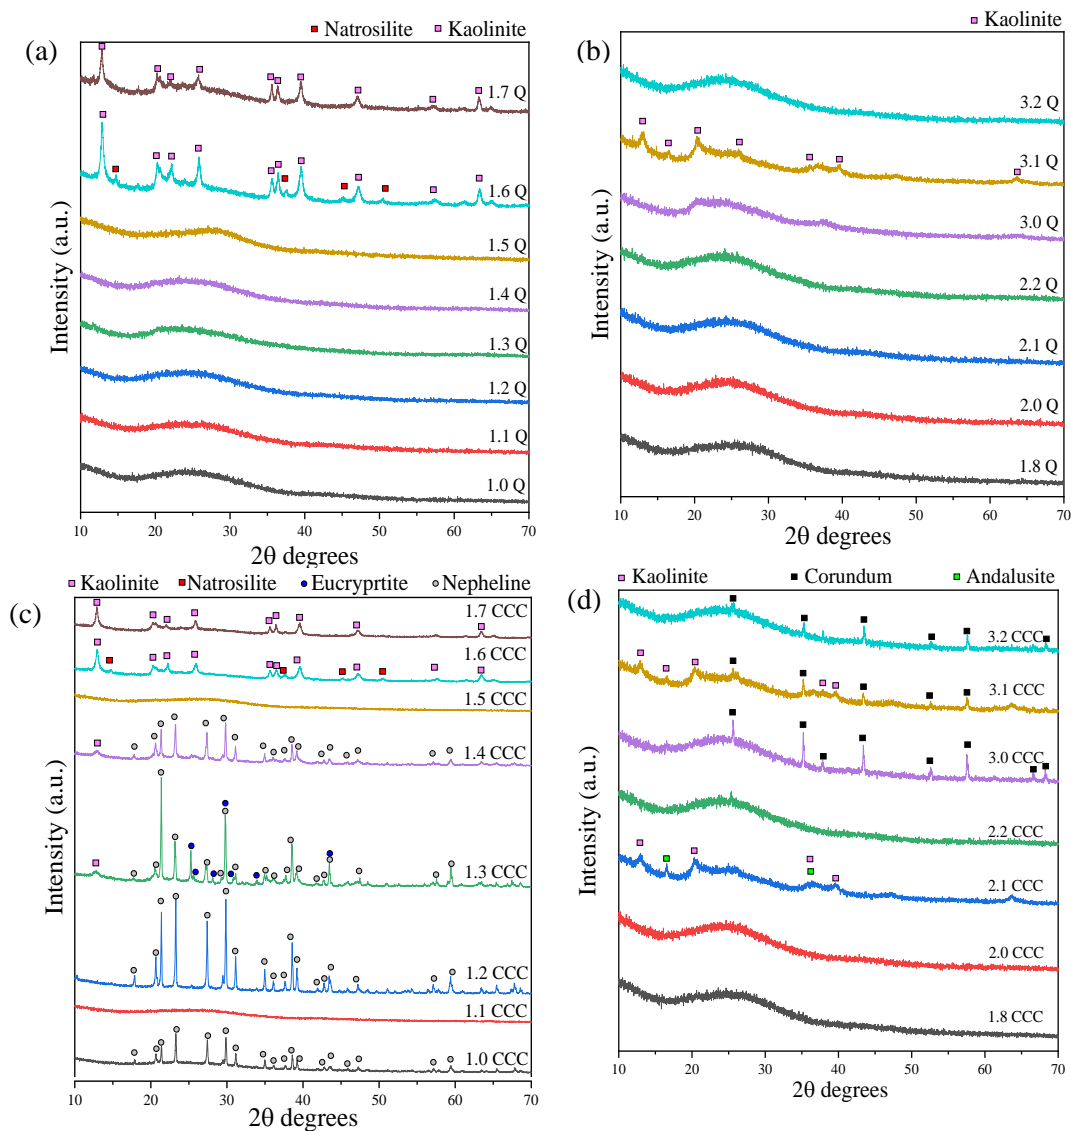 Natrosilite Kaolinite
(a)
1.7 Q
1.6 Q
1.5 Q
1.4 Q
1.3 Q
1.2 Q
1.1 Q
1.0 Q
Intensity (a.u.)
10 20 30 40 50 60 70
2θ degrees
Kaolinite
(b)
3.2 Q
3.1 Q
3.0 Q
2.2 Q
2.1 Q
2.0 Q
1.8 Q
Intensity (a.u.)
10 20 30 40 50 60 70
2θ degrees
Kaolinite Natrosilite Eucryprtite Nepheline
(c)
1.7 CCC
1.6 CCC
1.5 CCC
1.4 CCC
1.3 CCC
1.2 CCC
1.1 CCC
1.0 CCC
Intensity (a.u.)
10 20 30 40 50 60 70
2θ degrees
Kaolinite Corundum Andalusite
(d)
3.2 CCC
3.1 CCC
3.0 CCC
2.2 CCC
2.1 CCC
2.0 CCC
1.8 CCC
Intensity (a.u.)
10 20 30 40 50 60 70
2θ degrees